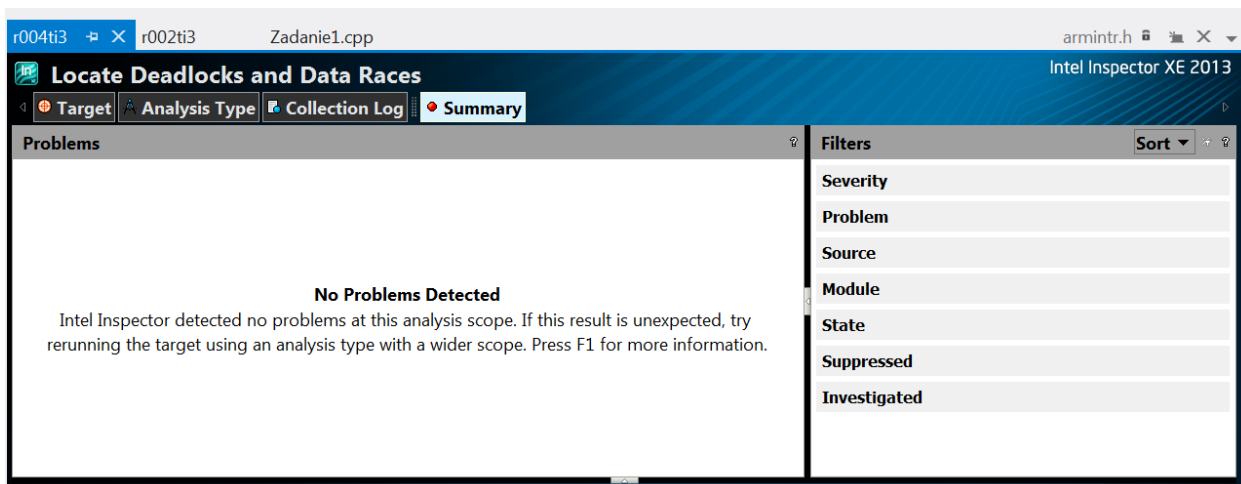 r004ti3 r002ti3 Zadanie1.cpp armintr.h
Locate Deadlocks and Data Races Intel Inspector XE 2013
Target Analysis Type Collection Log Summary
Problems ?
Filters Sort ?
No Problems Detected
Intel Inspector detected no problems at this analysis scope. If this result is unexpected, try
rerunning the target using an analysis type with a wider scope. Press F1 for more information.
Severity
Problem
Source
Module
State
Suppressed
Investigated